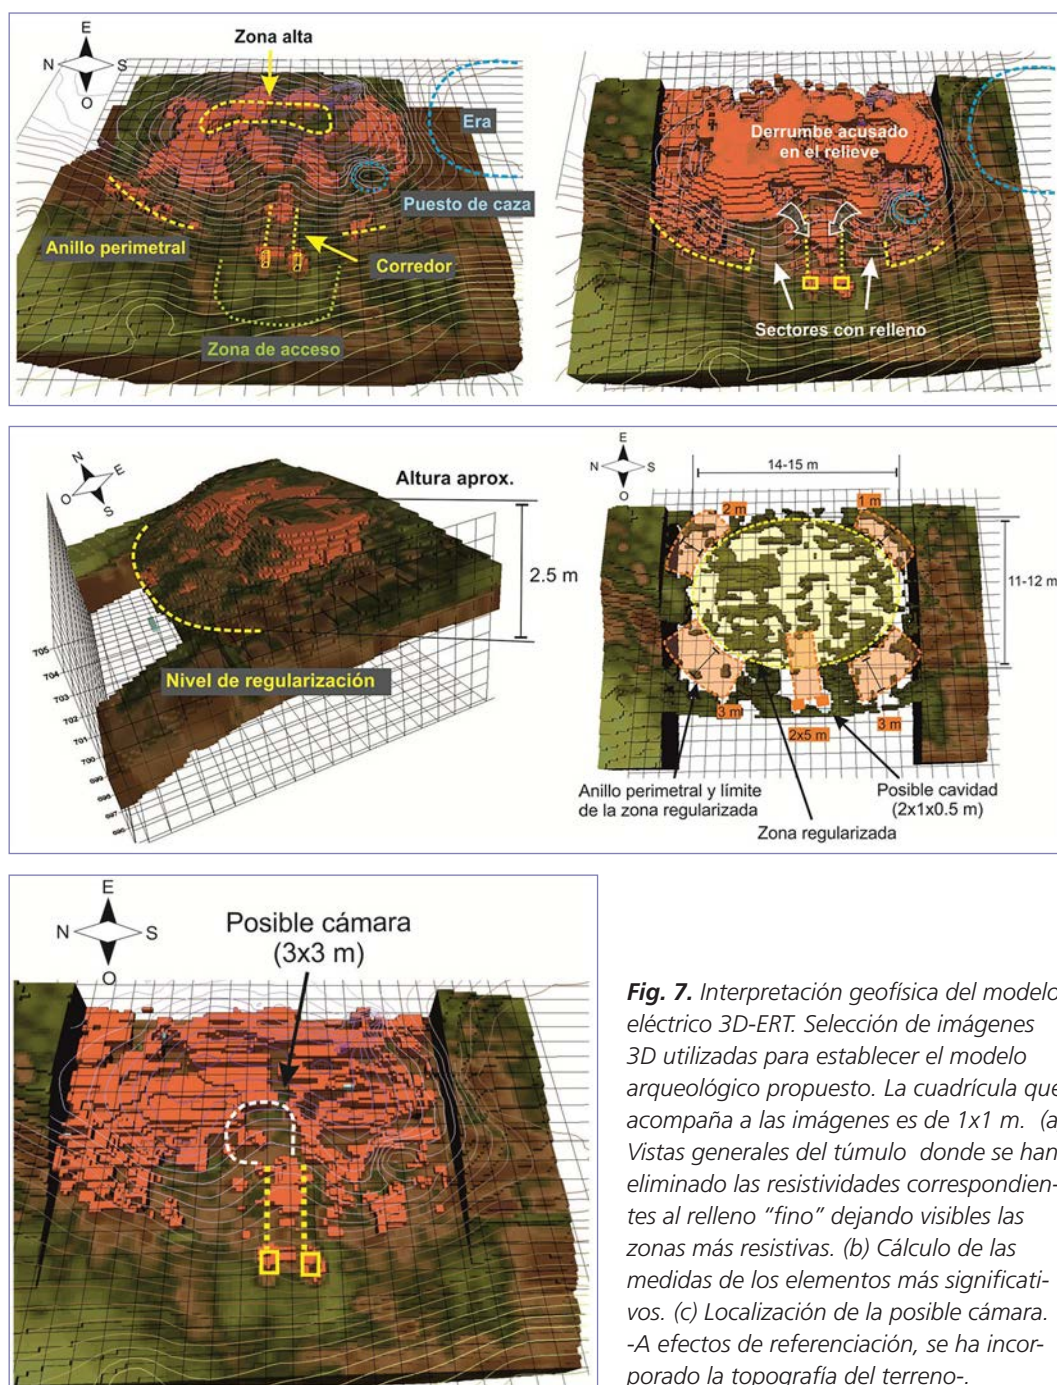 E
N
S
O
Zona alta
Era
Puesto de caza
Anillo perimetral
Corredor
Zona de acceso
Derrumbe acusado
en el relieve
Sectores con relleno
N
E
O
S
Altura aprox.
2.5 m
Nivel de regularización
705
704
703
702
701
700
699
698
697
696
E
N
S
O
14-15 m
2 m
1 m
11-12 m
3 m
2x5 m
3 m
Anillo perimetral y límite
de la zona regularizada
Posible cavidad
(2x1x0.5 m)
Zona regularizada
E
N
S
O
Posible cámara
(3x3 m)
Fig. 7. Interpretación geofísica del modelo
eléctrico 3D-ERT. Selección de imágenes
3D utilizadas para establecer el modelo
arqueológico propuesto. La cuadrícula que
acompaña a las imágenes es de 1x1 m. (a
Vistas generales del túmulo donde se han
eliminado las resistividades correspondien-
tes al relleno “fino” dejando visibles las
zonas más resistivas. (b) Cálculo de las
medidas de los elementos más significati-
vos. (c) Localización de la posible cámara.
-A efectos de referenciación, se ha incor-
porado la topografía del terreno-.